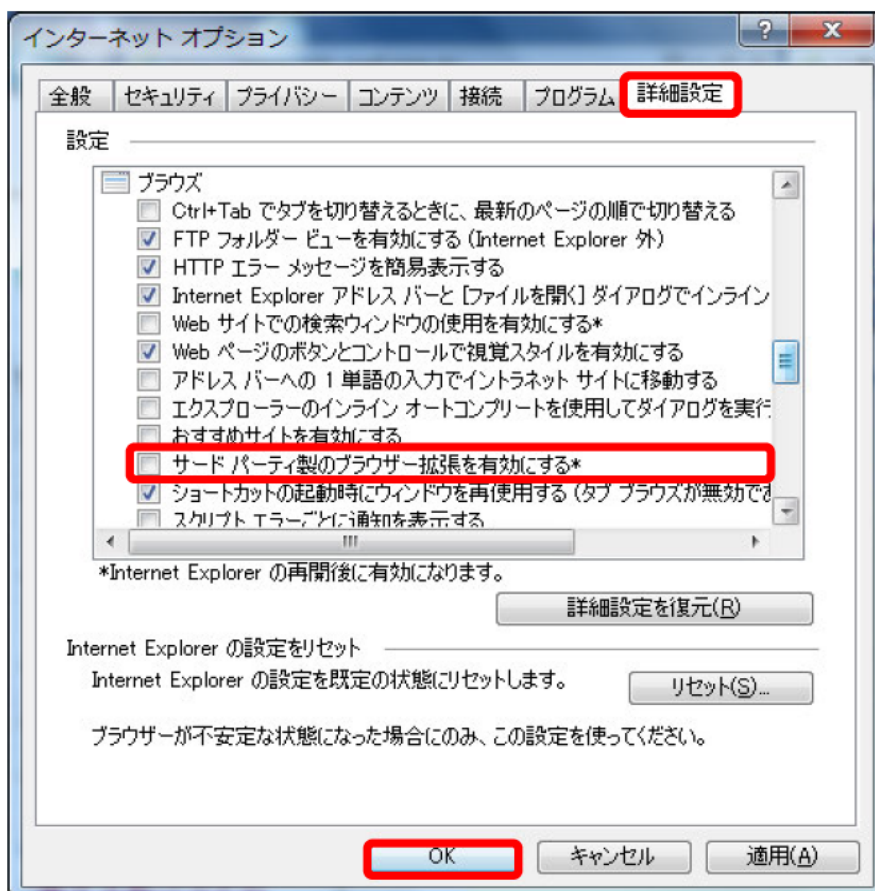 インターネット オプション
?
x
全般 セキュリティ プライバシー コンテンツ 接続 プログラム 詳細設定
設定
ブラウズ
Ctrl+Tab でタブを切り替えるときに、最新のページの順で切り替える
FTP フォルダー ビューを有効にする (Internet Explorer 外)
HTTP エラー メッセージを簡易表示する
Internet Explorer アドレス バーと [ファイルを開く] ダイアログでインライン
Web サイトでの検索ウィンドウの使用を有効にする*
Web ページのボタンとコントロールで視覚スタイルを有効にする
アドレス バーへの 1 単語の入力でイントラネット サイトに移動する
エクスプローラーのインライン オートコンプリートを使用してダイアログを実行
おすすめサイトを有効にする
サード パーティ製のブラウザー拡張を有効にする*
ショートカットの起動時にウィンドウを再使用する (タブ ブラウズが無効であ
スクリプト エラーごとに通知を表示する
*Internet Explorer の再開後に有効になります。
詳細設定を復元(R)
Internet Explorer の設定をリセット
Internet Explorer の設定を既定の状態にリセットします。
リセット(S)...
ブラウザーが不安定な状態になった場合にのみ、この設定を使ってください。
OK キャンセル 適用(A)